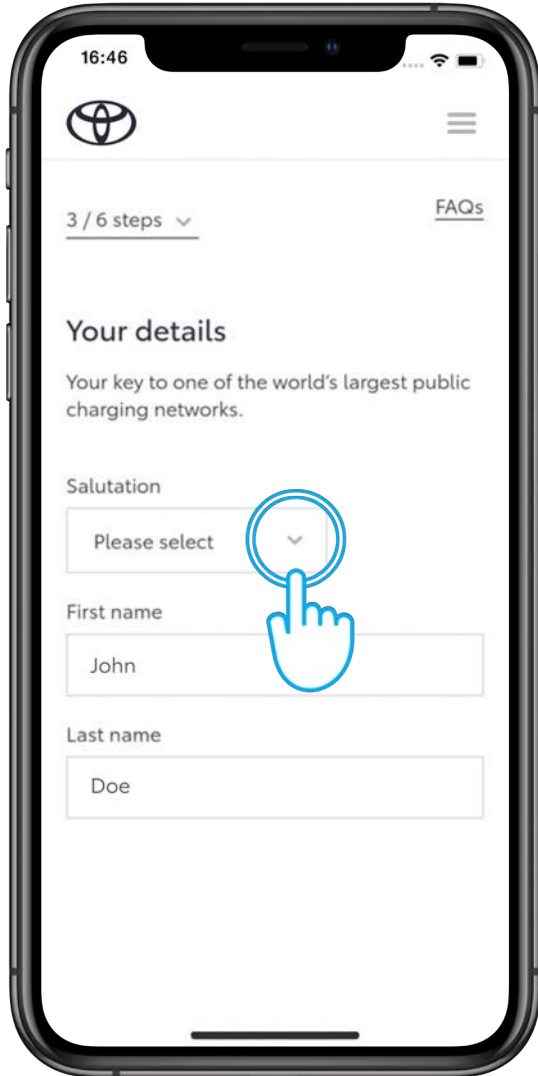 16:46
3 / 6 steps
FAQs
Your details
Your key to one of the world's largest public
charging networks.
Salutation
Please select
First name
John
Last name
Doe